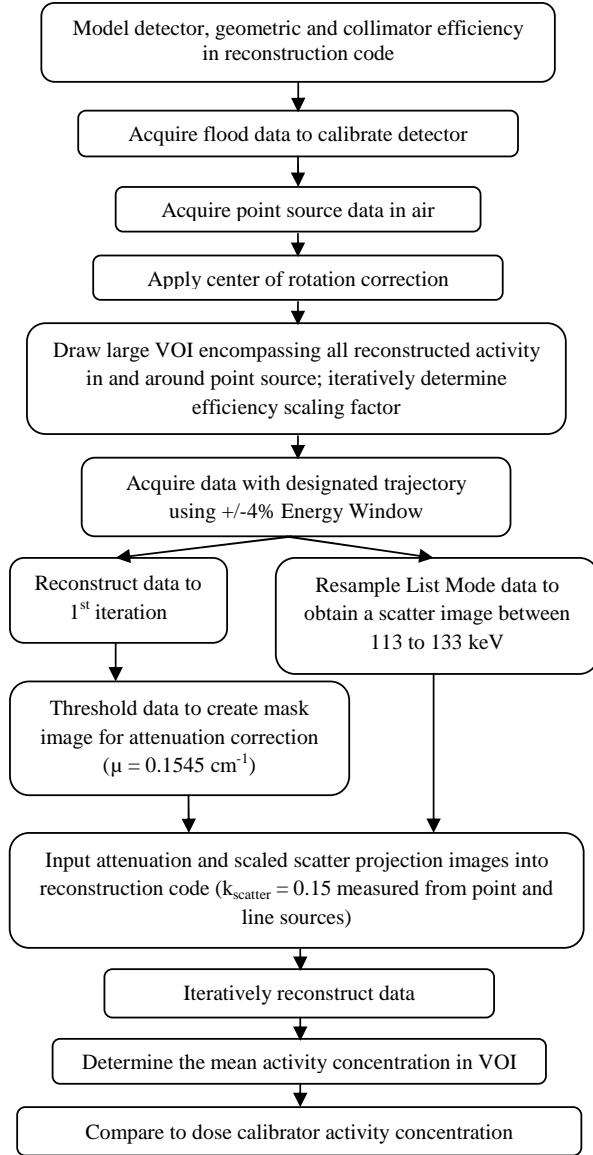 Model detector, geometric and collimator efficiency
in reconstruction code
Acquire flood data to calibrate detector
Acquire point source data in air
Apply center of rotation correction
Draw large VOI encompassing all reconstructed activity
in and around point source; iteratively determine
efficiency scaling factor
Acquire data with designated trajectory
using +/-4% Energy Window
Reconstruct data to
1st iteration
Resample List Mode data to
obtain a scatter image between
113 to 133 keV
Threshold data to create mask
image for attenuation correction
(μ = 0.1545 cm-1)
Input attenuation and scaled scatter projection images into
reconstruction code (kscatter = 0.15 measured from point and
line sources)
Iteratively reconstruct data
Determine the mean activity concentration in VOI
Compare to dose calibrator activity concentration